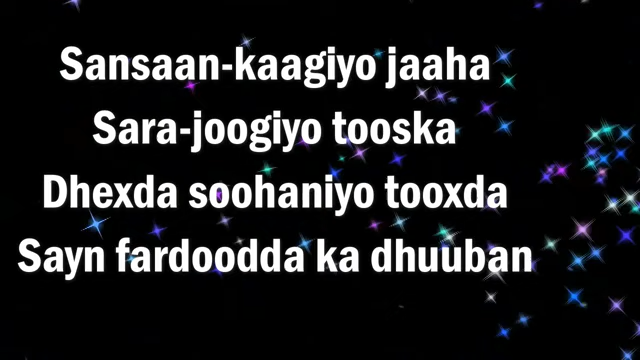 Sansaan-kaagiyo jaaha
Sara-joogiyo tooska
Dhexda soohaniyo tooxda
Sayn fardoodda ka dhuuban